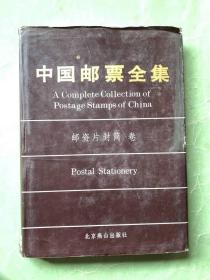 中国邮票全集
A Complete Collection of
Postage Stamps of China
邮资片封简 卷
Postal Stationery
北京燕山出版社